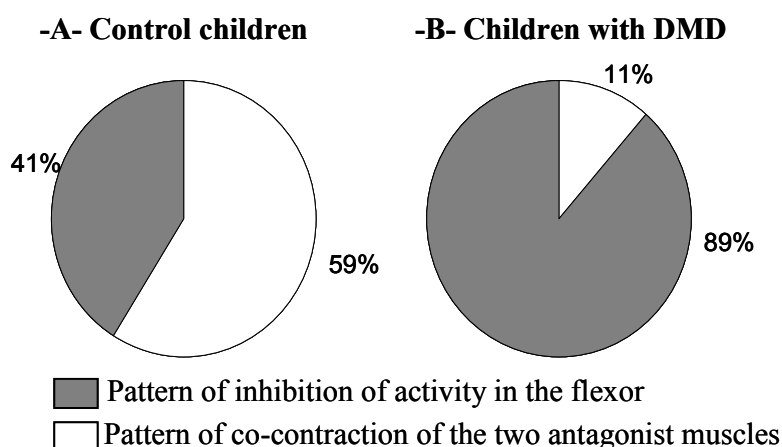 -A- Control children
-B- Children with DMD
41%
59%
11%
89%
Pattern of inhibition of activity in the flexor
Pattern of co-contraction of the two antagonist muscles